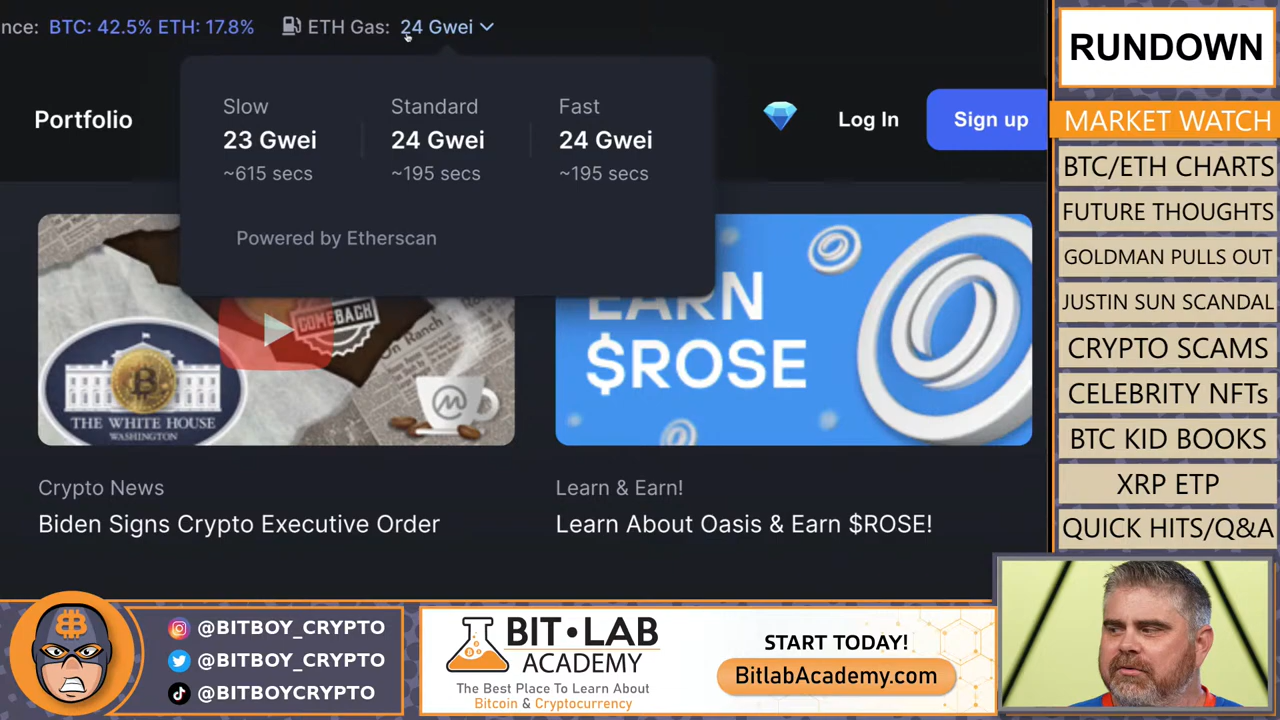 nce: BTC: 42.5% ETH: 17.8% ETH Gas: 24 Gwei
Portfolio
Slow Standard Fast
23 Gwei 24 Gwei 24 Gwei
~615 secs ~195 secs ~195 secs
Powered by Etherscan
Log In Sign up
COMEBACK
on Ranch
THE WHITE HOUSE
WASHINGTON
EARN
$ROSE
Crypto News
Biden Signs Crypto Executive Order
Learn & Earn!
Learn About Oasis & Earn $ROSE!
RUNDOWN
MARKET WATCH
BTC/ETH CHARTS
FUTURE THOUGHTS
GOLDMAN PULLS OUT
JUSTIN SUN SCANDAL
CRYPTO SCAMS
CELEBRITY NFTs
BTC KID BOOKS
XRP ETP
QUICK HITS/Q&A
@BITBOY_CRYPTO
@BITBOY_CRYPTO
@BITBOYCRYPTO
BIT•LAB
ACADEMY
The Best Place To Learn About
Bitcoin & Cryptocurrency
START TODAY!
BitlabAcademy.com